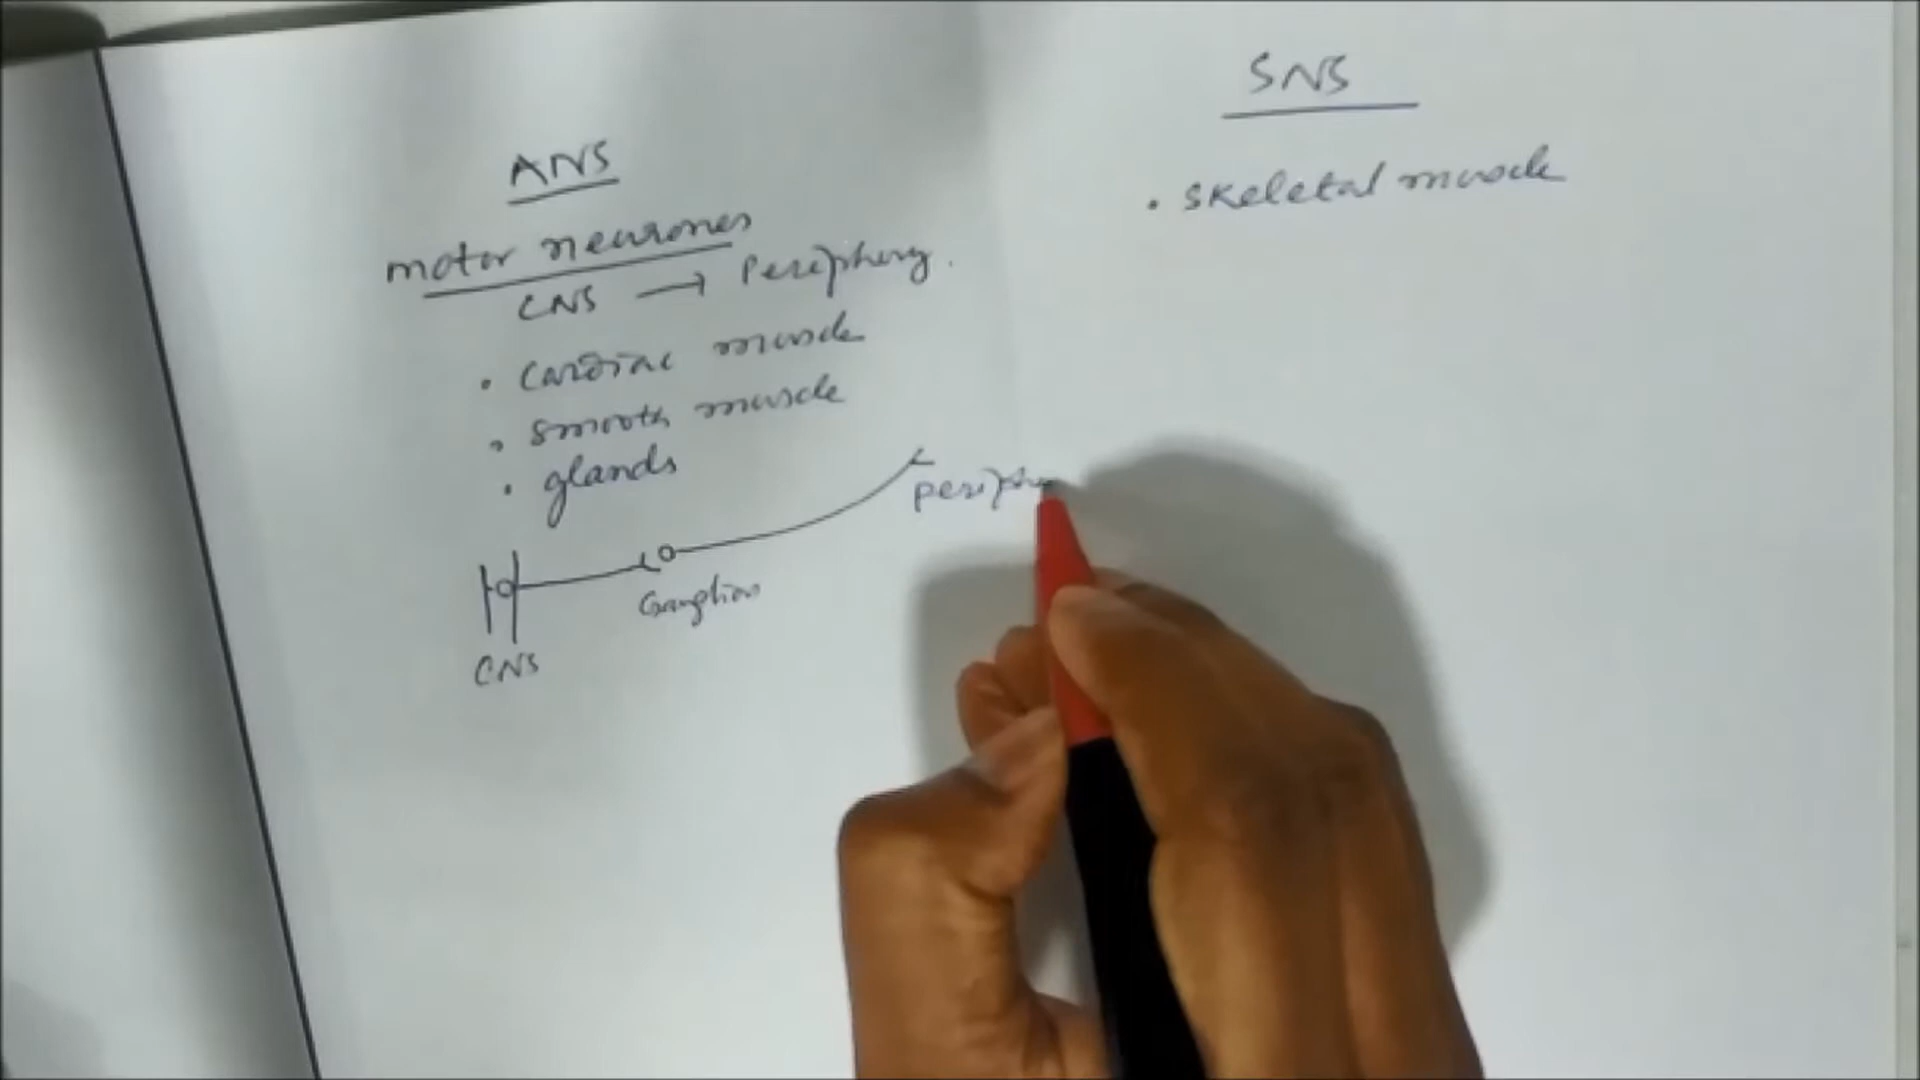 ANS
motor neurones
CNS → Periphery.
• Cardiac muscle
• smooth muscle
• glands
Ganglion
CNS
periphe
SNS
• skeletal muscle